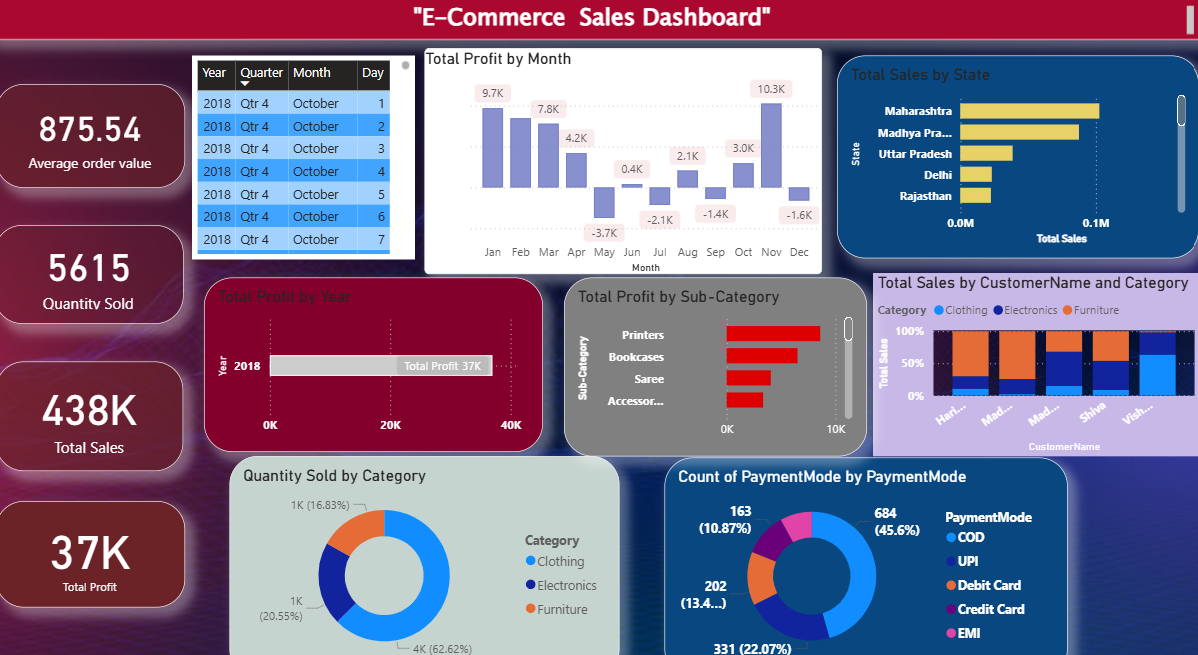 "E-Commerce Sales Dashboard"
875.54
Average order value
5615
Quantity Sold
438K
Total Sales
37K
Total Profit
Year Quarter Month Day
2018 Qtr 4 October 1
2018 Qtr 4 October 2
2018 Qtr 4 October 3
2018 Qtr 4 October 4
2018 Qtr 4 October 5
2018 Qtr 4 October 6
2018 Qtr 4 October 7
Total Profit by Month
9.7K
7.8K
4.2K
-3.7K
0.4K
-2.1K
2.1K
-1.4K
3.0K
10.3K
-1.6K
Jan Feb Mar Apr May Jun Jul Aug Sep Oct Nov Dec
Month
Total Sales by State
State
Maharashtra
Madhya Pra...
Uttar Pradesh
Delhi
Rajasthan
0.0M 0.1M
Total Sales
Total Profit by Year
Year
2018
Total Profit 37K
0K 20K 40K
Total Profit by Sub-Category
Sub-Category
Printers
Bookcases
Saree
Accessor...
0K 10K
Total Sales by CustomerName and Category
Category Clothing Electronics Furniture
Total Sales
100%
50%
0%
Hari... Mad... Mad... Shiva Vish...
CustomerName
Quantity Sold by Category
1K (16.83%)
1K
(20.55%)
4K (62.62%)
Category
Clothing
Electronics
Furniture
Count of PaymentMode by PaymentMode
163
(10.87%)
684
(45.6%)
202
(13.4...)
331 (22.07%)
PaymentMode
COD
UPI
Debit Card
Credit Card
EMI